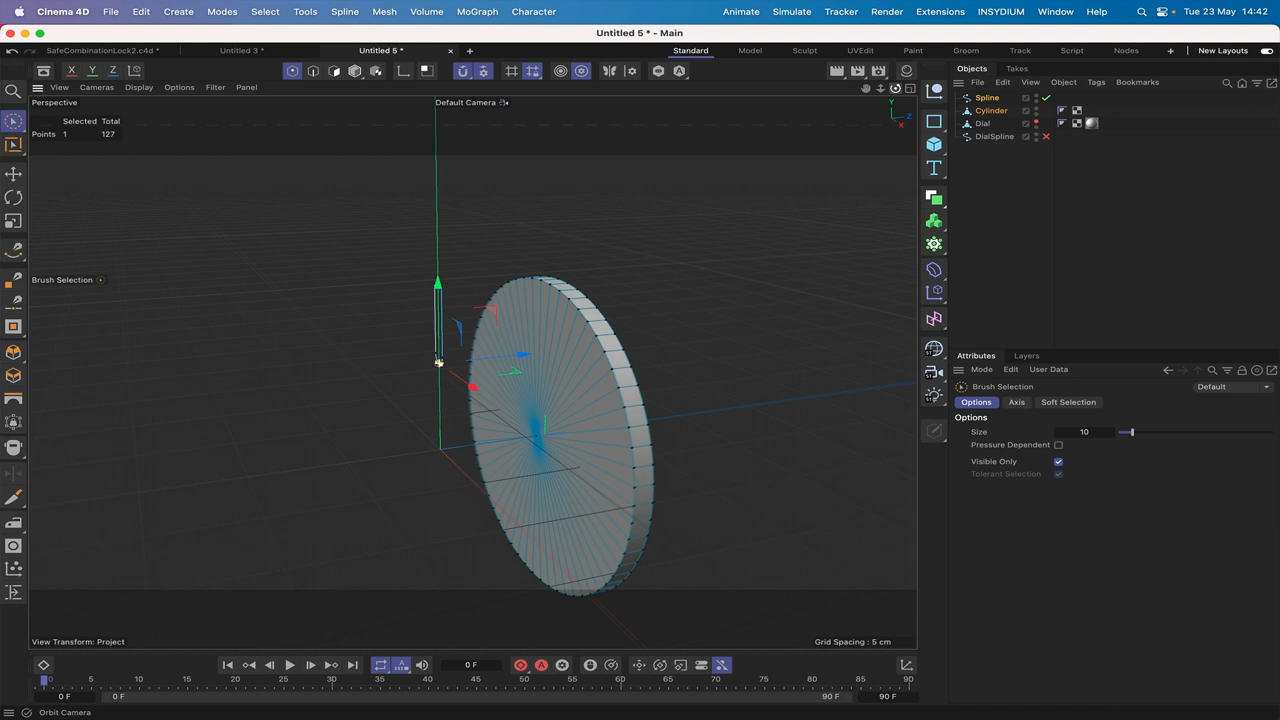 Cinema 4D File Edit Create Modes Select Tools Spline Mesh Volume MoGraph Character Animate Simulate Tracker Render Extensions INSYDIUM Window Help Tue 23 May 14:42
Untitled 5 * - Main
SafeCombinationLock2.c4d * Untitled 3 * Untitled 5 * Standard Model Sculpt UVEdit Paint Groom Track Script Nodes New Layouts
X Y Z Objects Takes
View Cameras Display Options Filter Panel File Edit View Object Tags Bookmarks
Perspective Default Camera Y Z X Spline
Selected Total Cylinder
Points 1 127 Dial
DialSpline
Brush Selection
Attributes Layers
Mode Edit User Data
Brush Selection Default
Options Axis Soft Selection
Options
Size 10
Pressure Dependent
Visible Only
Tolerant Selection
View Transform: Project Grid Spacing : 5 cm
0 F
0 5 10 15 20 25 30 35 40 45 50 55 60 65 70 75 80 85 90
0 F 0 F 90 F 90 F
Orbit Camera